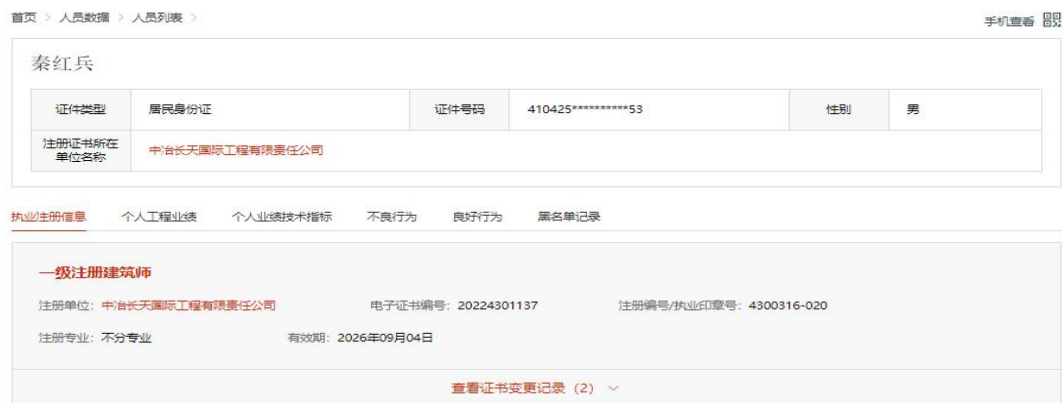 首页 > 人员数据 > 人员列表 >
手机查看
秦红兵
证件类型 居民身份证 证件号码 410425**********53 性别 男
注册证书所在
单位名称 中冶长天国际工程有限责任公司
执业注册信息 个人工程业绩 个人业绩技术指标 不良行为 良好行为 黑名单记录
一级注册建筑师
注册单位：中冶长天国际工程有限责任公司 电子证书编号：20224301137 注册编号/执业印章号：4300316-020
注册专业：不分专业 有效期：2026年09月04日
查看证书变更记录（2）